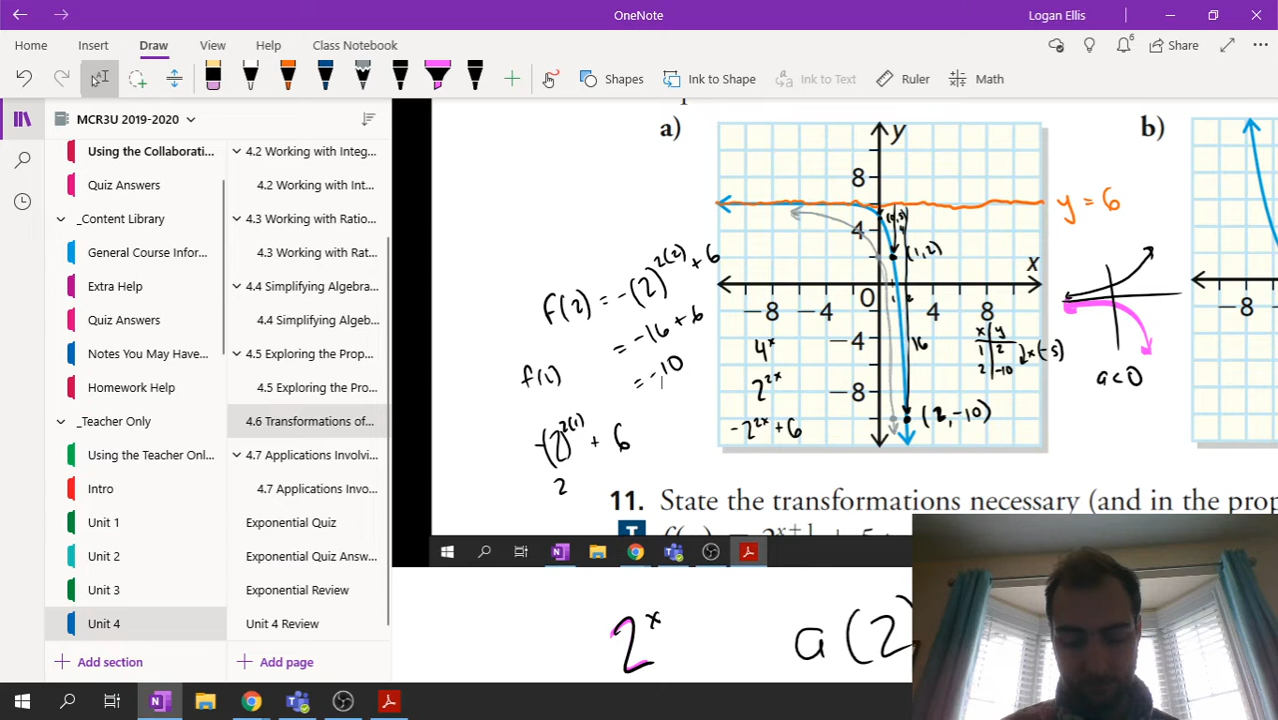 OneNote
Logan Ellis
Home Insert Draw View Help Class Notebook
Share
Shapes Ink to Shape Ink to Text Ruler Math
MCR3U 2019-2020
Using the Collaborati...
Quiz Answers
_Content Library
General Course Infor...
Extra Help
Quiz Answers
Notes You May Have...
Homework Help
_Teacher Only
Using the Teacher Onl...
Intro
Unit 1
Unit 2
Unit 3
Unit 4
Add section
4.2 Working with Integ...
4.2 Working with Int...
4.3 Working with Ratio...
4.3 Working with Rat...
4.4 Simplifying Algebra...
4.4 Simplifying Algeb...
4.5 Exploring the Prop...
4.5 Exploring the Prop...
4.6 Transformations of...
4.7 Applications Involvi...
4.7 Applications Invo...
Exponential Quiz
Exponential Quiz Answ...
Exponential Review
Unit 4 Review
Add page
a)
b)
y
8
4
x
0
−8 −4 4 8
−4
−8
−8
y = 6
(0,5)
(1,2)
(2,-10)
16
1 2
4^x
2^2x
-2^2x + 6
x y
1 2
2 -10
x(-5)
a<0
f(2) = -(2)^2(2) + 6
= -16 + 6
= -10
f(1)
-(2)^2(1) + 6
2
11. State the transformations necessary (and in the prop
T
2^x
a(2)